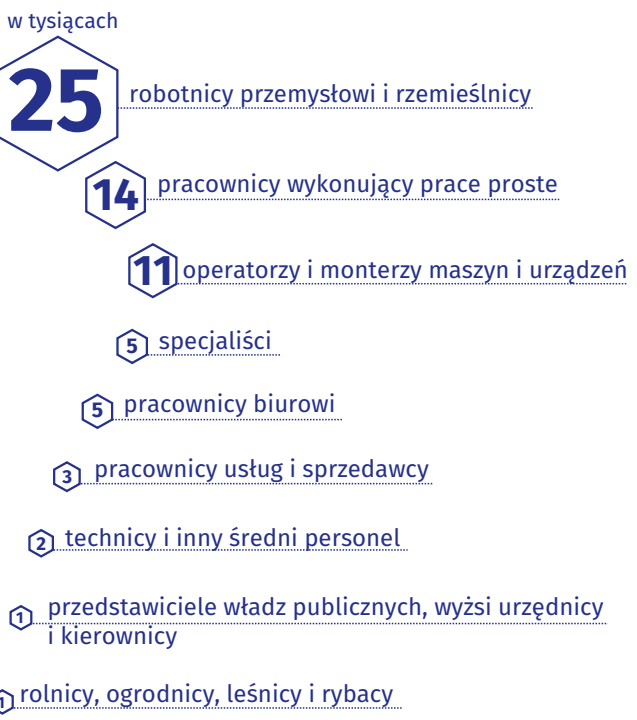 w tysiącach
25 robotnicy przemysłowi i rzemieślnicy
14 pracownicy wykonujący prace proste
11 operatorzy i monterzy maszyn i urządzeń
5 specjaliści
5 pracownicy biurowi
3 pracownicy usług i sprzedawcy
2 technicy i inny średni personel
1 przedstawiciele władz publicznych, wyżsi urzędnicy
i kierownicy
1 rolnicy, ogrodnicy, leśnicy i rybacy